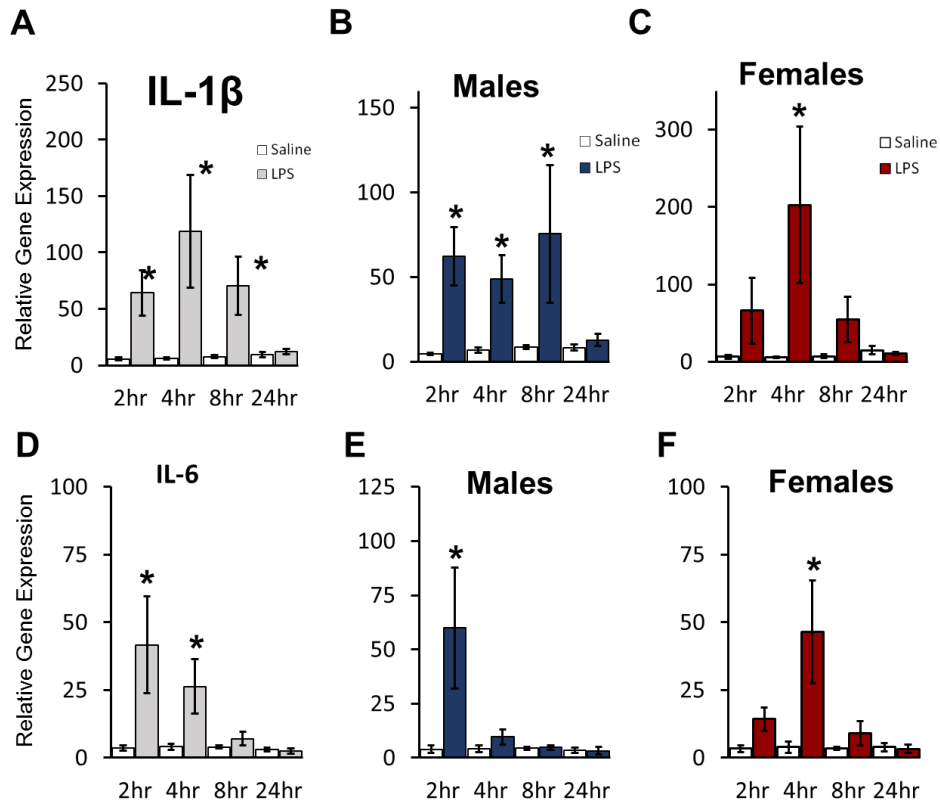 A
IL-1β
Relative Gene Expression
250
200
150
100
50
0
Saline
LPS
*
*
*
2hr 4hr 8hr 24hr
B
Males
150
100
50
0
Saline
LPS
*
*
*
2hr 4hr 8hr 24hr
C
Females
300
200
100
0
Saline
LPS
*
2hr 4hr 8hr 24hr
D
IL-6
Relative Gene Expression
100
75
50
25
0
*
*
2hr 4hr 8hr 24hr
E
Males
125
100
75
50
25
0
*
2hr 4hr 8hr 24hr
F
Females
100
75
50
25
0
*
2hr 4hr 8hr 24hr